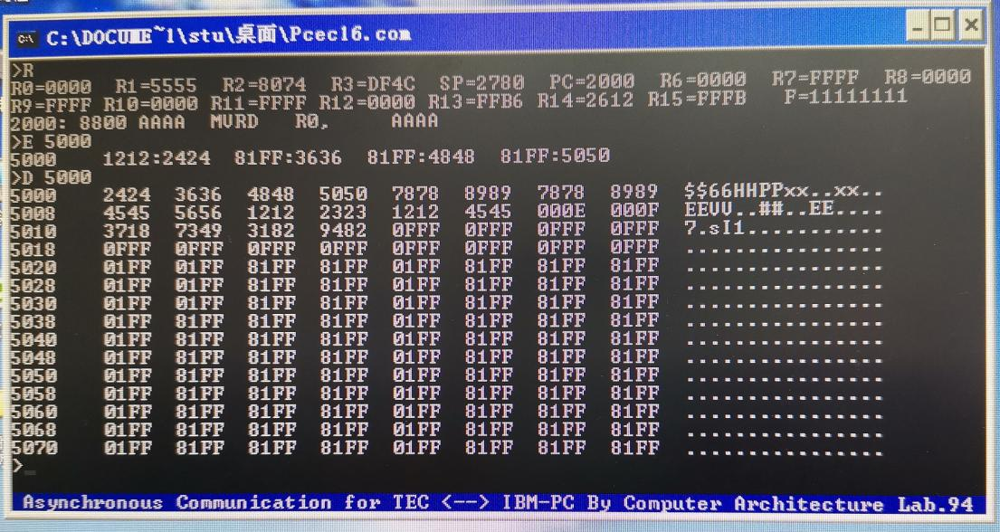 C:\DOCUME~1\stu\桌面\Pcec16.com
>R
R0=0000 R1=5555 R2=8074 R3=DF4C SP=2780 PC=2000 R6=0000 R7=FFFF R8=0000
R9=FFFF R10=0000 R11=FFFF R12=0000 R13=FFB6 R14=2612 R15=FFFB F=11111111
2000: 8800 AAAA MVRD R0, AAAA
>E 5000
5000 1212:2424 81FF:3636 81FF:4848 81FF:5050
>D 5000
5000 2424 3636 4848 5050 7878 8989 7878 8989 $$66HHPPxx..xx..
5008 4545 5656 1212 2323 1212 4545 000E 000F EEVV..##..EE....
5010 3718 7349 3182 9482 0FFF 0FFF 0FFF 0FFF 7.sI1...........
5018 0FFF 0FFF 0FFF 0FFF 0FFF 0FFF 0FFF 0FFF ................
5020 01FF 01FF 81FF 81FF 01FF 81FF 81FF 81FF ................
5028 01FF 01FF 81FF 81FF 01FF 81FF 81FF 81FF ................
5030 01FF 01FF 81FF 81FF 01FF 81FF 81FF 81FF ................
5038 01FF 81FF 81FF 81FF 01FF 81FF 81FF 81FF ................
5040 01FF 81FF 81FF 81FF 01FF 81FF 81FF 81FF ................
5048 01FF 81FF 81FF 81FF 01FF 81FF 81FF 81FF ................
5050 01FF 81FF 81FF 81FF 01FF 81FF 81FF 81FF ................
5058 01FF 81FF 81FF 81FF 01FF 81FF 81FF 81FF ................
5060 01FF 81FF 81FF 81FF 01FF 81FF 81FF 81FF ................
5068 01FF 81FF 81FF 81FF 01FF 81FF 81FF 81FF ................
5070 01FF 81FF 81FF 81FF 01FF 81FF 81FF 81FF ................
>_
Asynchronous Communication for TEC <--> IBM-PC By Computer Architecture Lab.94